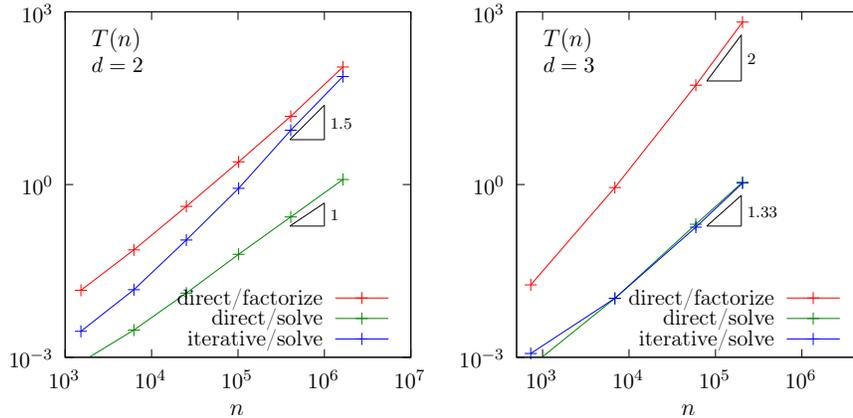 10^3
T(n)
d = 2
1.5
10^0
1
direct/factorize
direct/solve
iterative/solve
10^-3
10^3 10^4 10^5 10^6 10^7
n
10^3
T(n)
d = 3
2
10^0
1.33
direct/factorize
direct/solve
iterative/solve
10^-3
10^3 10^4 10^5 10^6
n